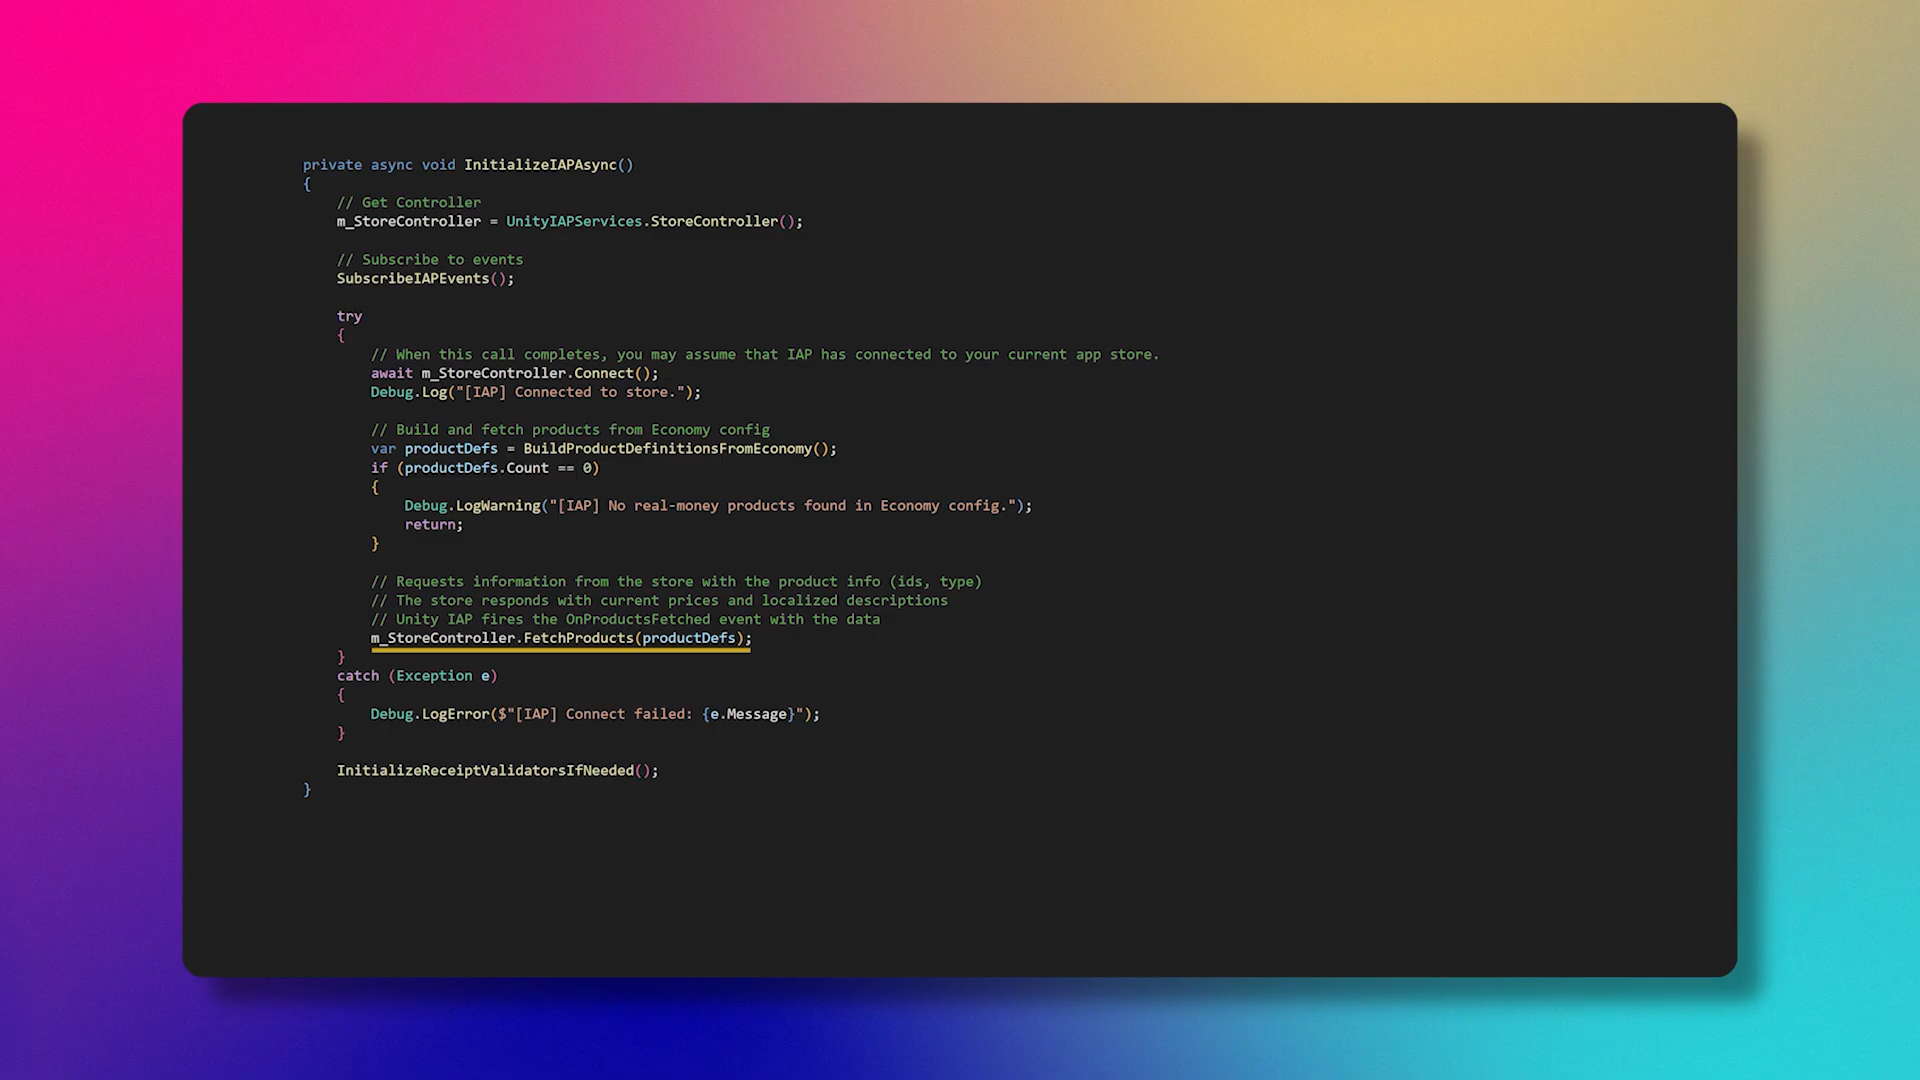 private async void InitializeIAPAsync()
{
// Get Controller
m_StoreController = UnityIAPServices.StoreController();
// Subscribe to events
SubscribeIAPEvents();
try
{
// When this call completes, you may assume that IAP has connected to your current app store.
await m_StoreController.Connect();
Debug.Log("[IAP] Connected to store.");
// Build and fetch products from Economy config
var productDefs = BuildProductDefinitionsFromEconomy();
if (productDefs.Count == 0)
{
Debug.LogWarning("[IAP] No real-money products found in Economy config.");
return;
}
// Requests information from the store with the product info (ids, type)
// The store responds with current prices and localized descriptions
// Unity IAP fires the OnProductsFetched event with the data
m_StoreController.FetchProducts(productDefs);
}
catch (Exception e)
{
Debug.LogError($"[IAP] Connect failed: {e.Message}");
}
InitializeReceiptValidatorsIfNeeded();
}